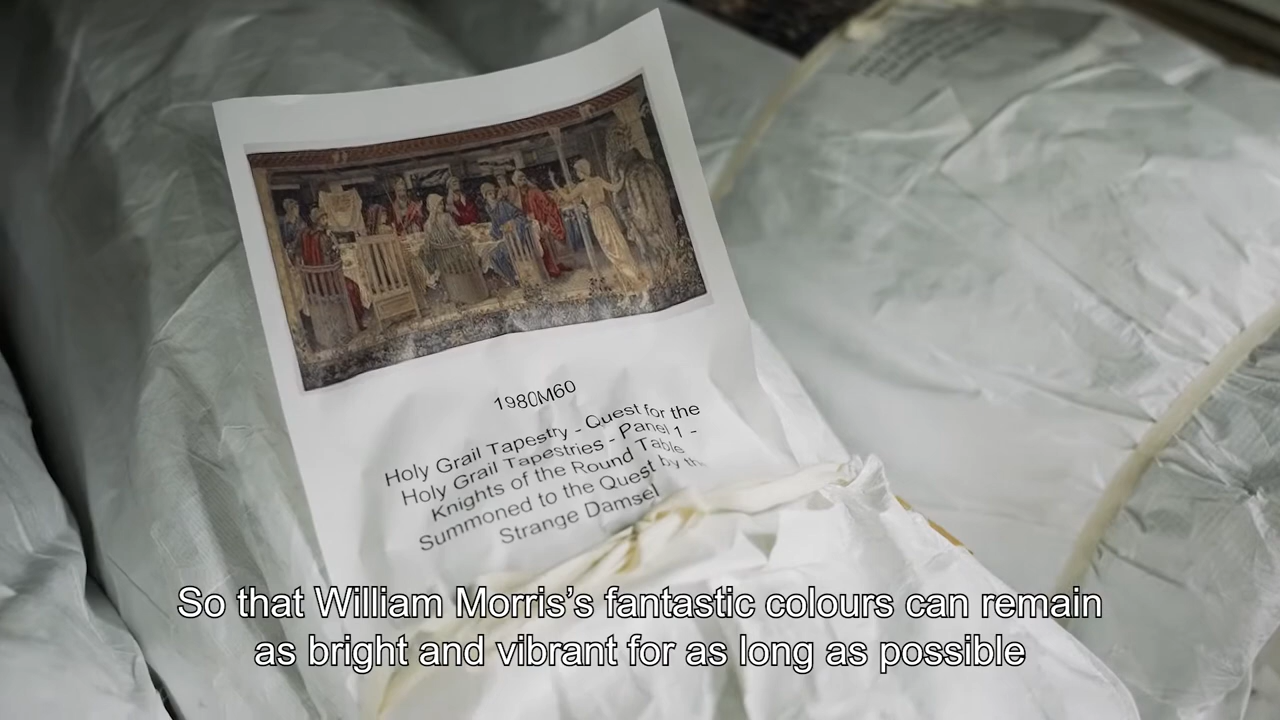 1980M60
Holy Grail Tapestry - Quest for the
Holy Grail Tapestries - Panel 1 -
Knights of the Round Table
Summoned to the Quest by the
Strange Damsel
So that William Morris’s fantastic colours can remain
as bright and vibrant for as long as possible